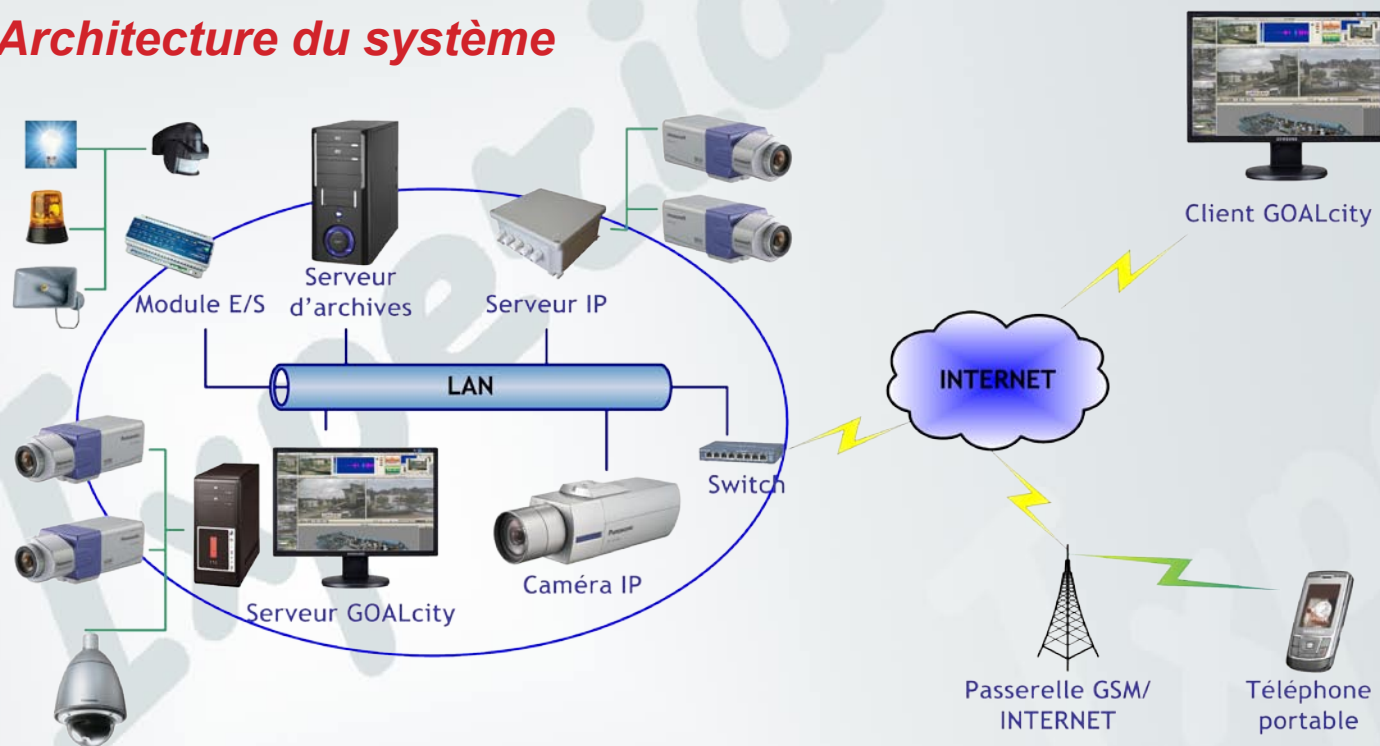 Architecture du système
Client GOALcity
Module E/S
Serveur
d'archives
Serveur IP
LAN
INTERNET
Switch
Caméra IP
Serveur GOALcity
Passerelle GSM/
INTERNET
Téléphone
portable